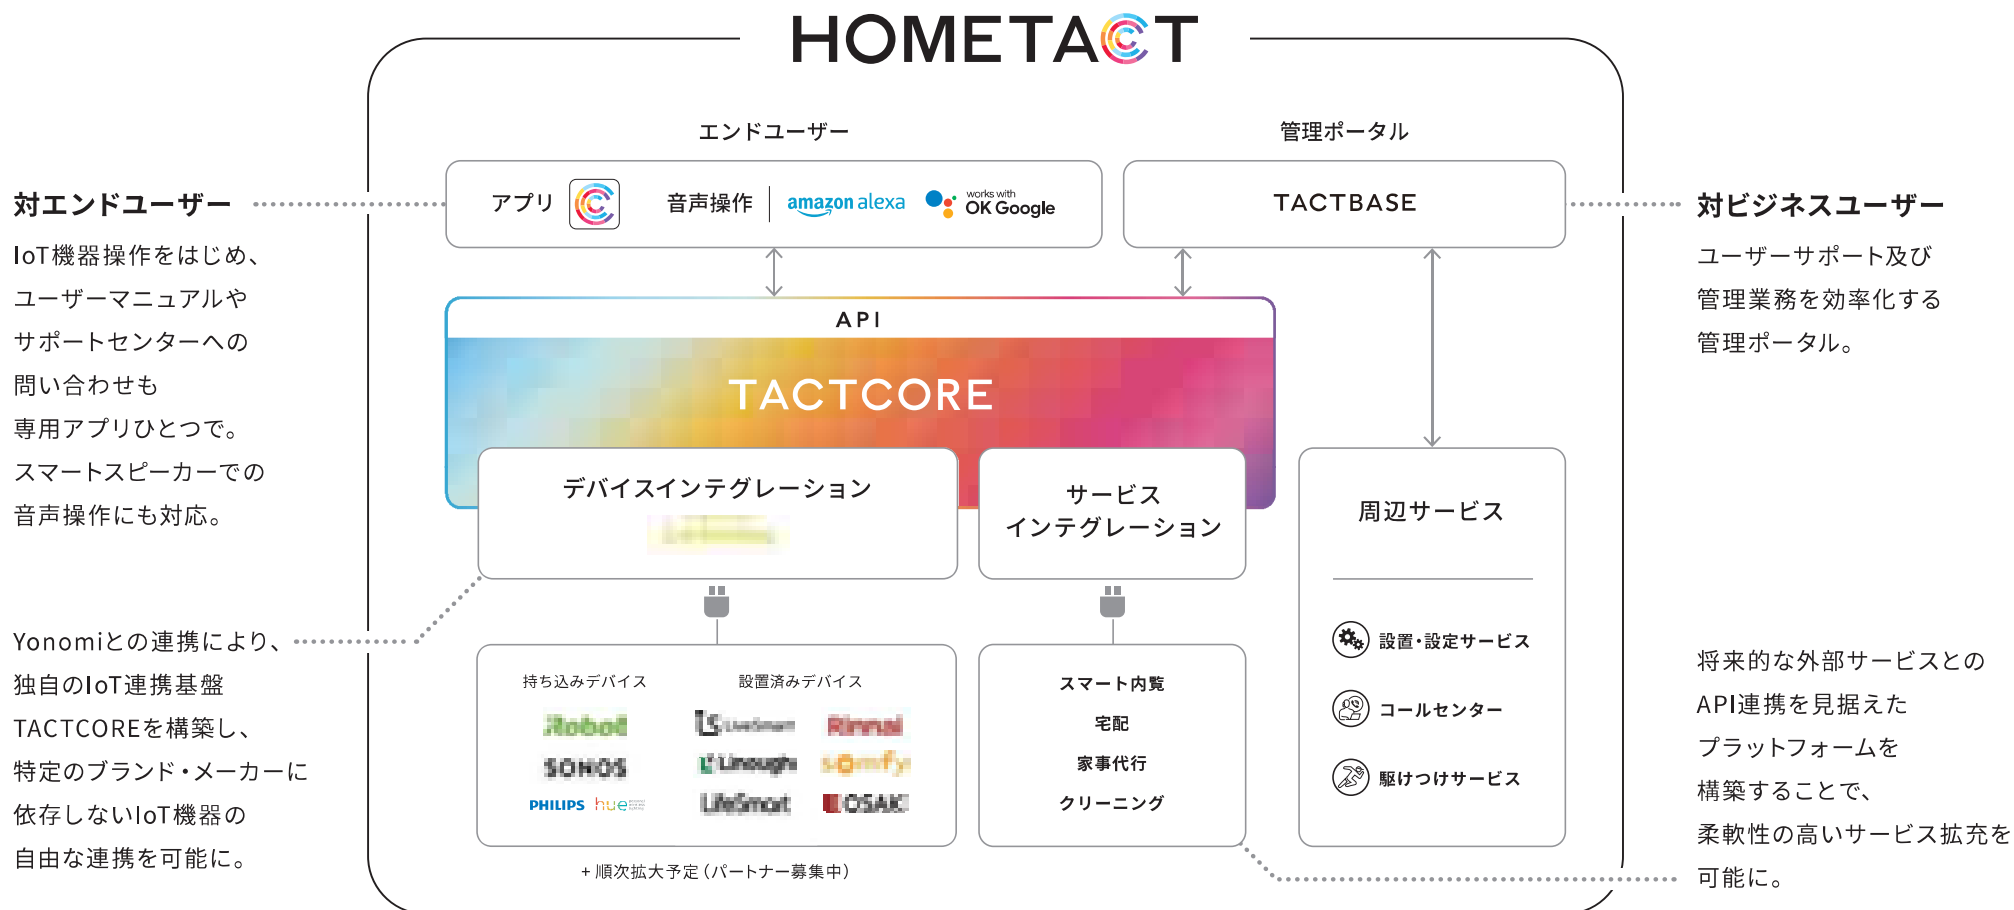 HOMETACT
エンドユーザー
管理ポータル
対エンドユーザー
IoT機器操作をはじめ、
ユーザーマニュアルや
サポートセンターへの
問い合わせも
専用アプリひとつで。
スマートスピーカーでの
音声操作にも対応。
アプリ
音声操作
amazon alexa
works with
OK Google
TACTBASE
対ビジネスユーザー
ユーザーサポート及び
管理業務を効率化する
管理ポータル。
API
TACTCORE
デバイスインテグレーション
サービス
インテグレーション
周辺サービス
設置・設定サービス
コールセンター
駆けつけサービス
Yonomiとの連携により、
独自のIoT連携基盤
TACTCOREを構築し、
特定のブランド・メーカーに
依存しないIoT機器の
自由な連携を可能に。
持ち込みデバイス
設置済みデバイス
iRobot
LiveSmart
Rinnai
SONOS
Linough
somfy
PHILIPS hue
LifeSmart
OSAKI
スマート内覧
宅配
家事代行
クリーニング
+ 順次拡大予定（パートナー募集中）
将来的な外部サービスとの
API連携を見据えた
プラットフォームを
構築することで、
柔軟性の高いサービス拡充を
可能に。